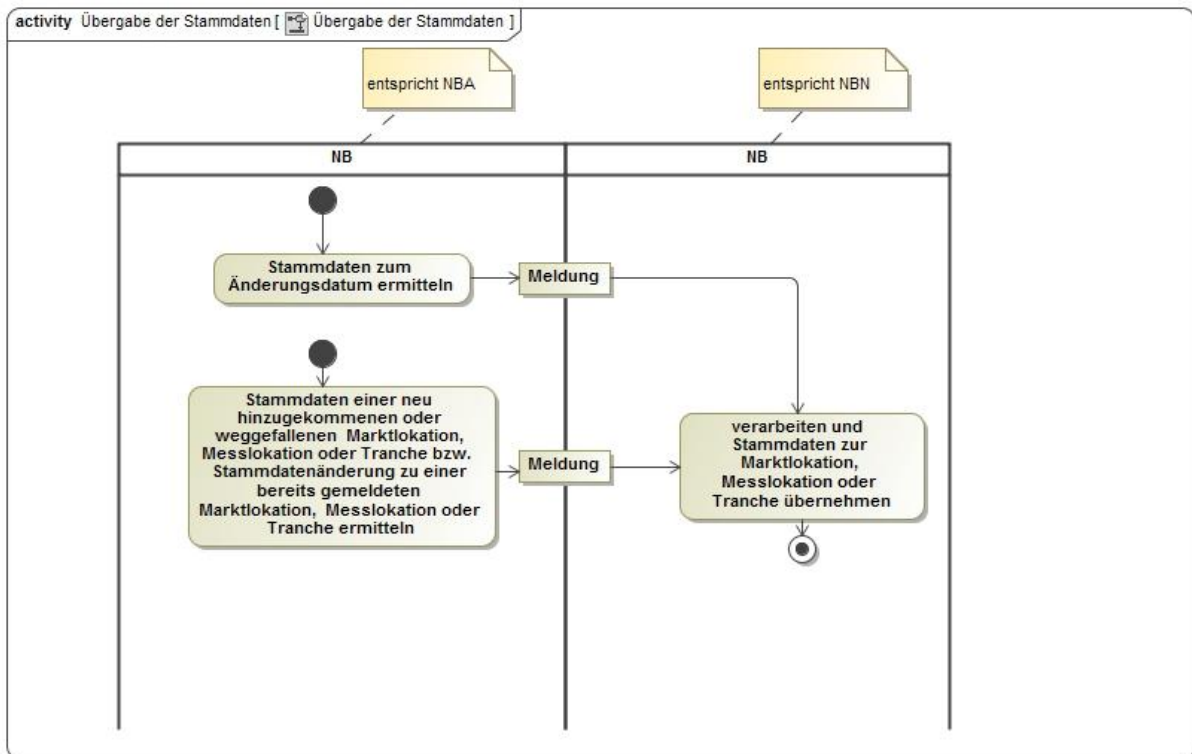 activity Übergabe der Stammdaten [ Übergabe der Stammdaten ]
entspricht NBA
entspricht NBN
NB
NB
Stammdaten zum
Änderungsdatum ermitteln
Meldung
Stammdaten einer neu
hinzugekommenen oder
weggefallenen Marktlokation,
Messlokation oder Tranche bzw.
Stammdatenänderung zu einer
bereits gemeldeten
Marktlokation, Messlokation oder
Tranche ermitteln
Meldung
verarbeiten und
Stammdaten zur
Marktlokation,
Messlokation oder
Tranche übernehmen